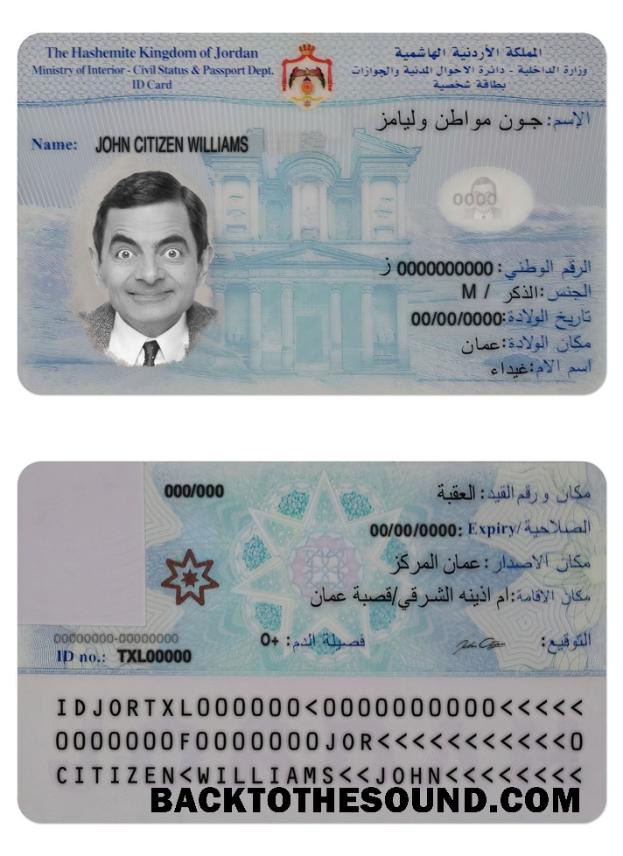 The Hashemite Kingdom of Jordan
المملكة الأردنية الهاشمية
Ministry of Interior - Civil Status & Passport Dept.
وزارة الداخلية - دائرة الاحوال المدنية والجوازات
ID Card
بطاقة شخصية
الإسم: جون مواطن وليامز
Name: JOHN CITIZEN WILLIAMS
0000
الرقم الوطني: 0000000000 ز
الجنس: الذكر / M
تاريخ الولادة: 00/00/0000
مكان الولادة: عمان
اسم الام: غيداء
مكان ورقم القيد: العقبة
000/000
الصلاحية/Expiry: 00/00/0000
مكان الاصدار: عمان المركز
مكان الاقامة: ام اذينه الشرقي/قصبة عمان
التوقيع:
فصيلة الدم: +O
00000000-00000000
ID no.: TXL00000
IDJORTXL000000<0000000000<<<<<
0000000F0000000JOR<<<<<<<<<<<0
CITIZEN<WILLIAMS<<JOHN<<<<<<<<
BACKTOTHESOUND.COM